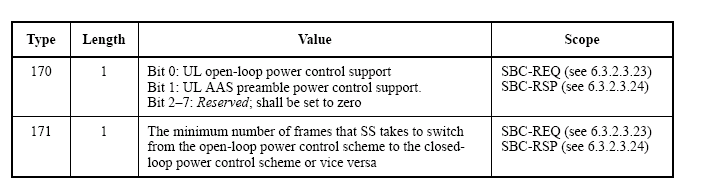 Type Length Value Scope
170 1 Bit 0: UL open-loop power control support SBC-REQ (see 6.3.2.3.23)
Bit 1: UL AAS preamble power control support. SBC-RSP (see 6.3.2.3.24)
Bit 2–7: Reserved; shall be set to zero
171 1 The minimum number of frames that SS takes to switch SBC-REQ (see 6.3.2.3.23)
from the open-loop power control scheme to the closed- SBC-RSP (see 6.3.2.3.24)
loop power control scheme or vice versa